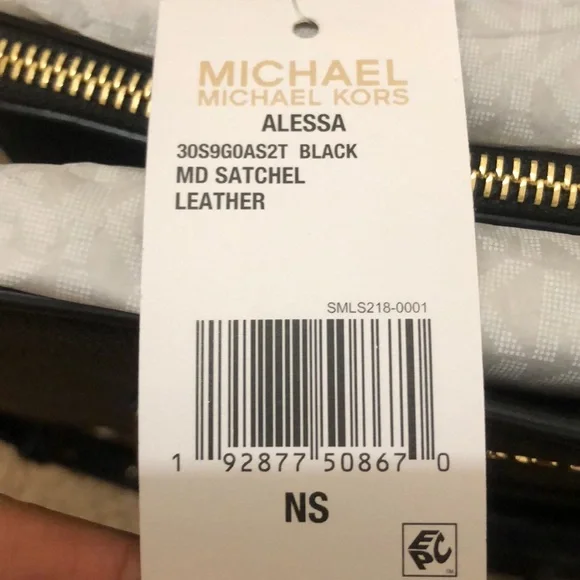 MICHAEL
MICHAEL KORS
ALESSA
30S9G0AS2T BLACK
MD SATCHEL
LEATHER
SMLS218-0001
1 92877 50867 0
NS
EPC